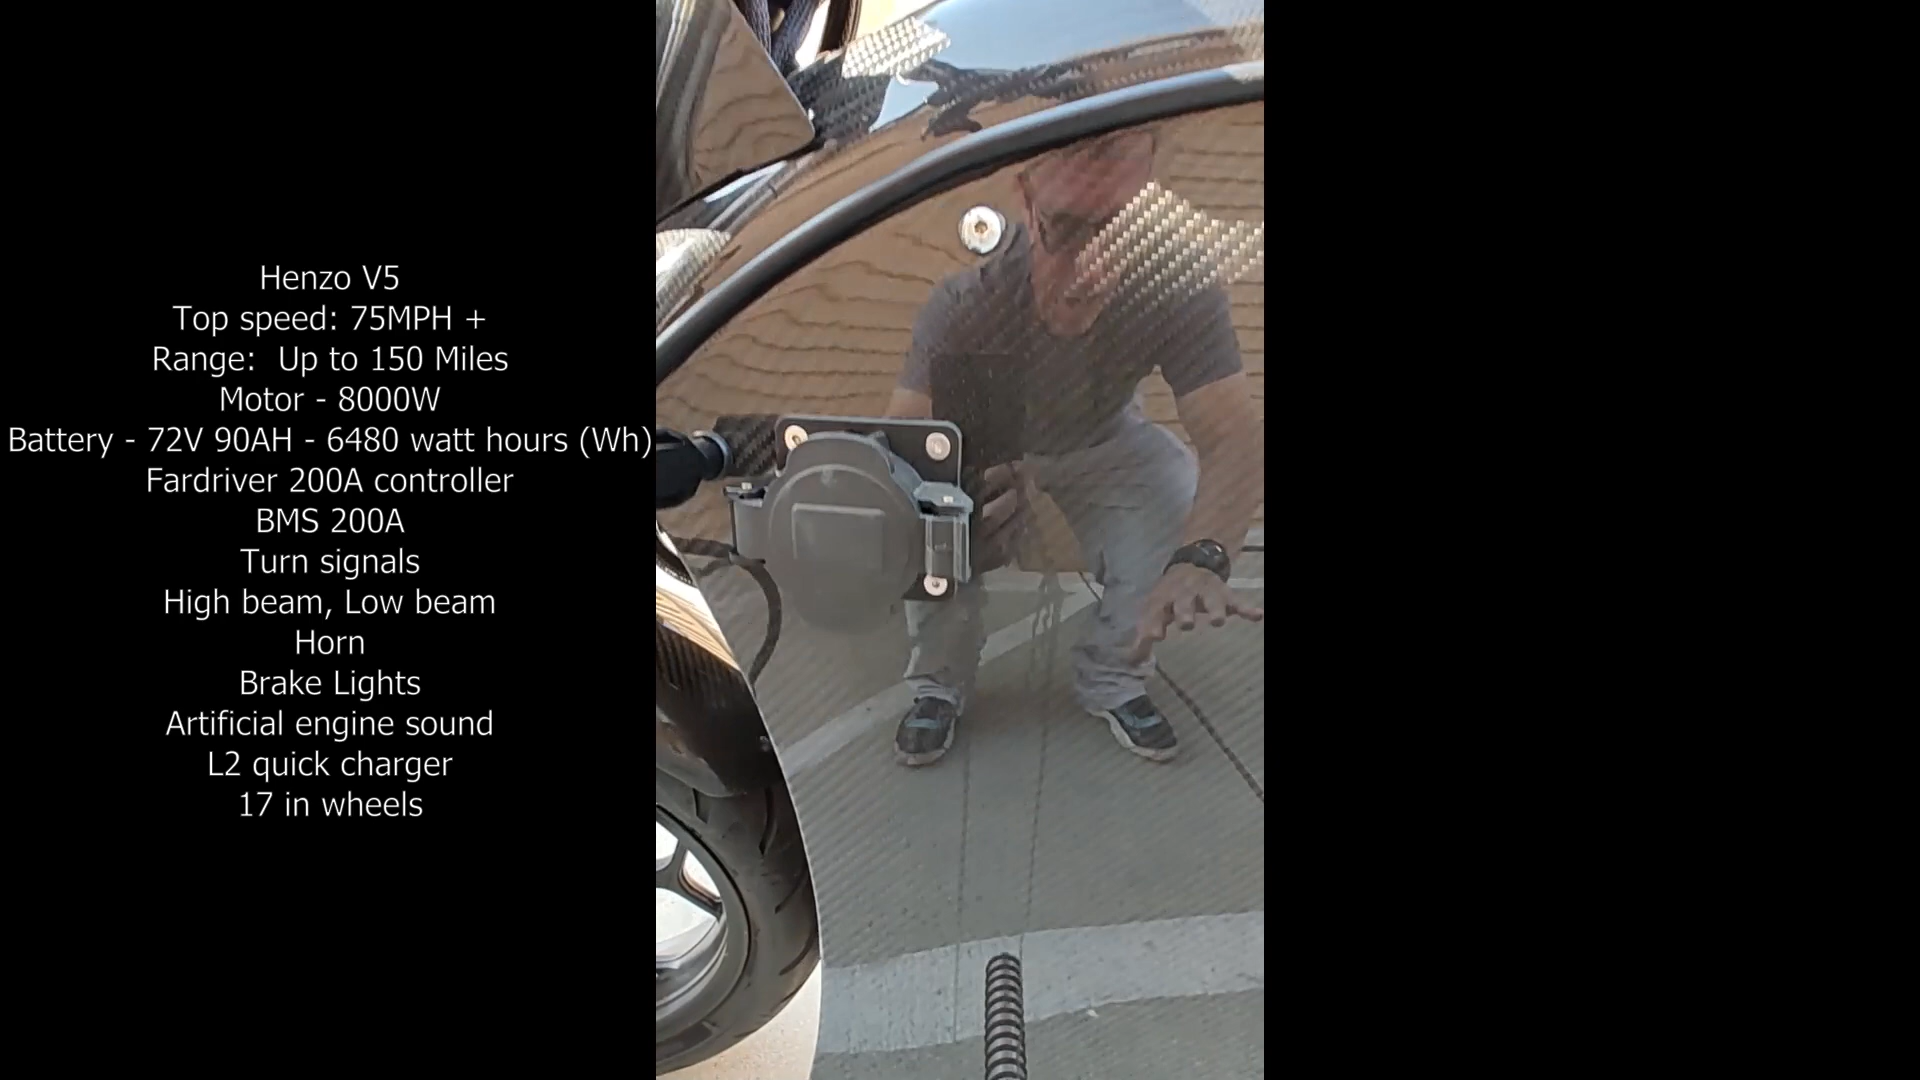 Henzo V5
Top speed: 75MPH +
Range:  Up to 150 Miles
Motor - 8000W
Battery - 72V 90AH - 6480 watt hours (Wh)
Fardriver 200A controller
BMS 200A
Turn signals
High beam, Low beam
Horn
Brake Lights
Artificial engine sound
L2 quick charger
17 in wheels